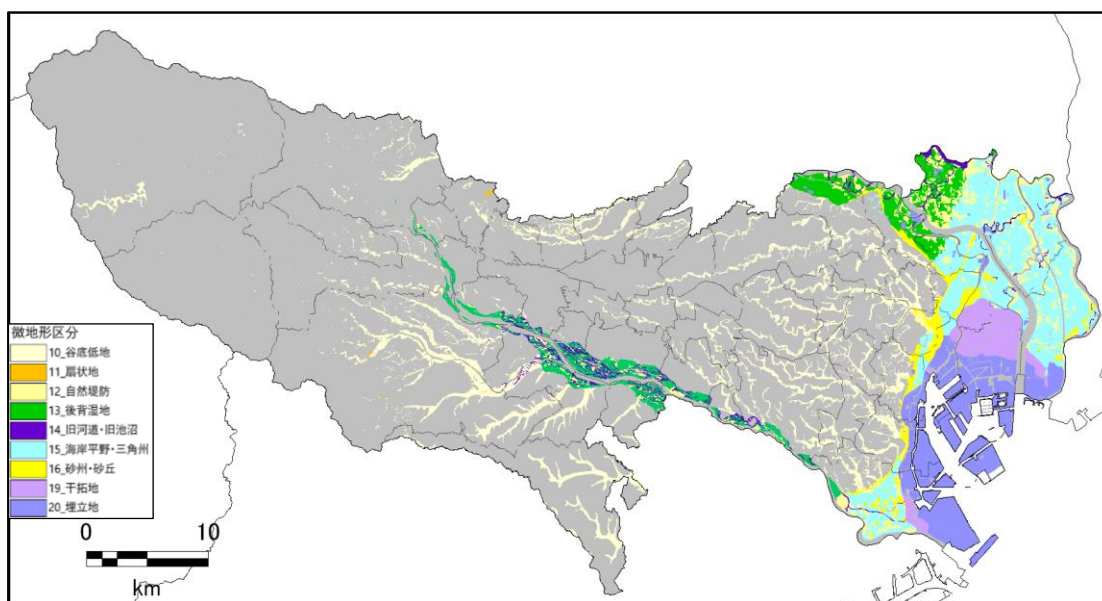 微地形区分
10_谷底低地
11_扇状地
12_自然堤防
13_後背湿地
14_旧河道・旧池沼
15_海岸平野・三角州
16_砂州・砂丘
19_干拓地
20_埋立地
0 10
km